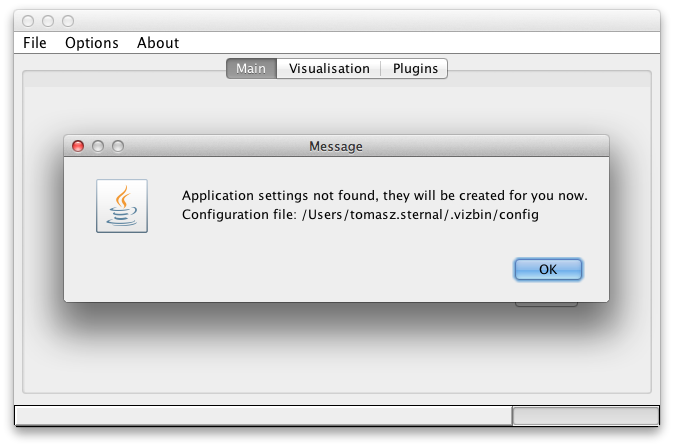 File Options About
Main Visualisation Plugins
Message
Application settings not found, they will be created for you now.
Configuration file: /Users/tomasz.sternal/.vizbin/config
OK